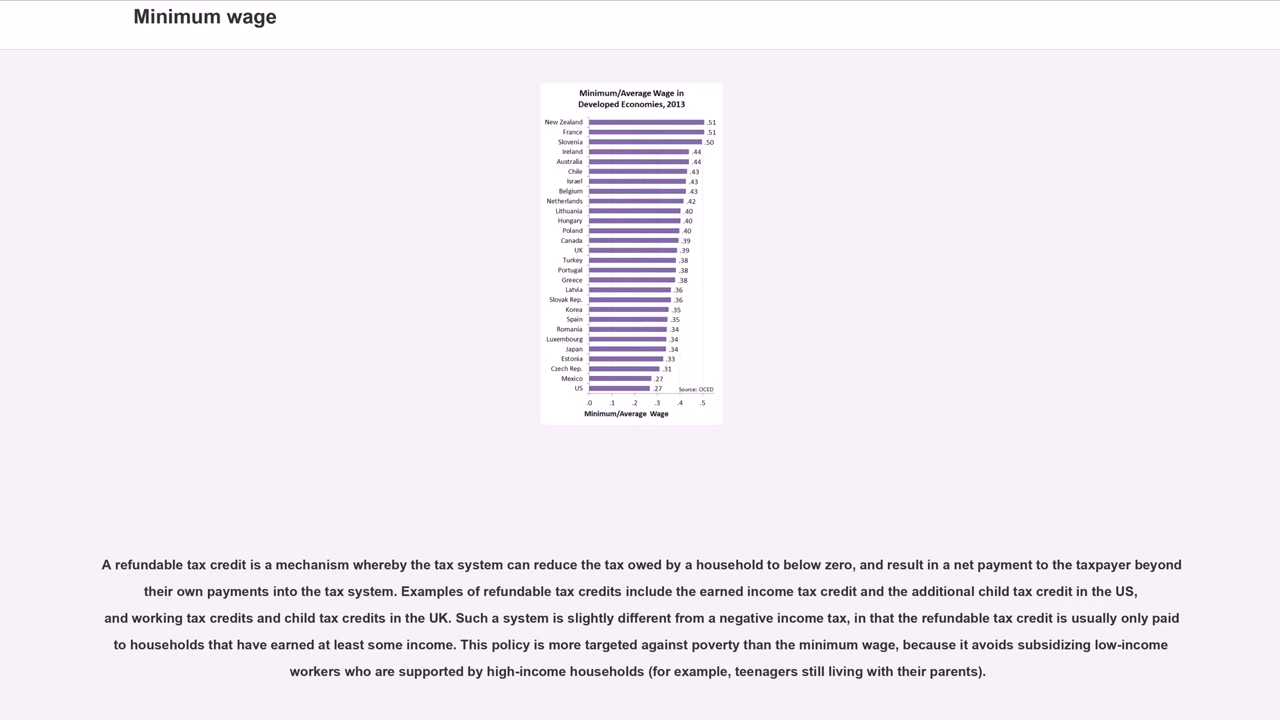 Minimum wage
Minimum/Average Wage in
Developed Economies, 2013
New Zealand .51
France .51
Slovenia .50
Ireland .44
Australia .44
Chile .43
Israel .43
Belgium .43
Netherlands .42
Lithuania .40
Hungary .40
Poland .40
Canada .39
UK .39
Turkey .38
Portugal .38
Greece .38
Latvia .36
Slovak Rep. .36
Korea .35
Spain .35
Romania .34
Luxembourg .34
Japan .34
Estonia .33
Czech Rep. .31
Mexico .27
US .27 Source: OCED
.0 .1 .2 .3 .4 .5
Minimum/Average Wage
A refundable tax credit is a mechanism whereby the tax system can reduce the tax owed by a household to below zero, and result in a net payment to the taxpayer beyond
their own payments into the tax system. Examples of refundable tax credits include the earned income tax credit and the additional child tax credit in the US,
and working tax credits and child tax credits in the UK. Such a system is slightly different from a negative income tax, in that the refundable tax credit is usually only paid
to households that have earned at least some income. This policy is more targeted against poverty than the minimum wage, because it avoids subsidizing low-income
workers who are supported by high-income households (for example, teenagers still living with their parents).